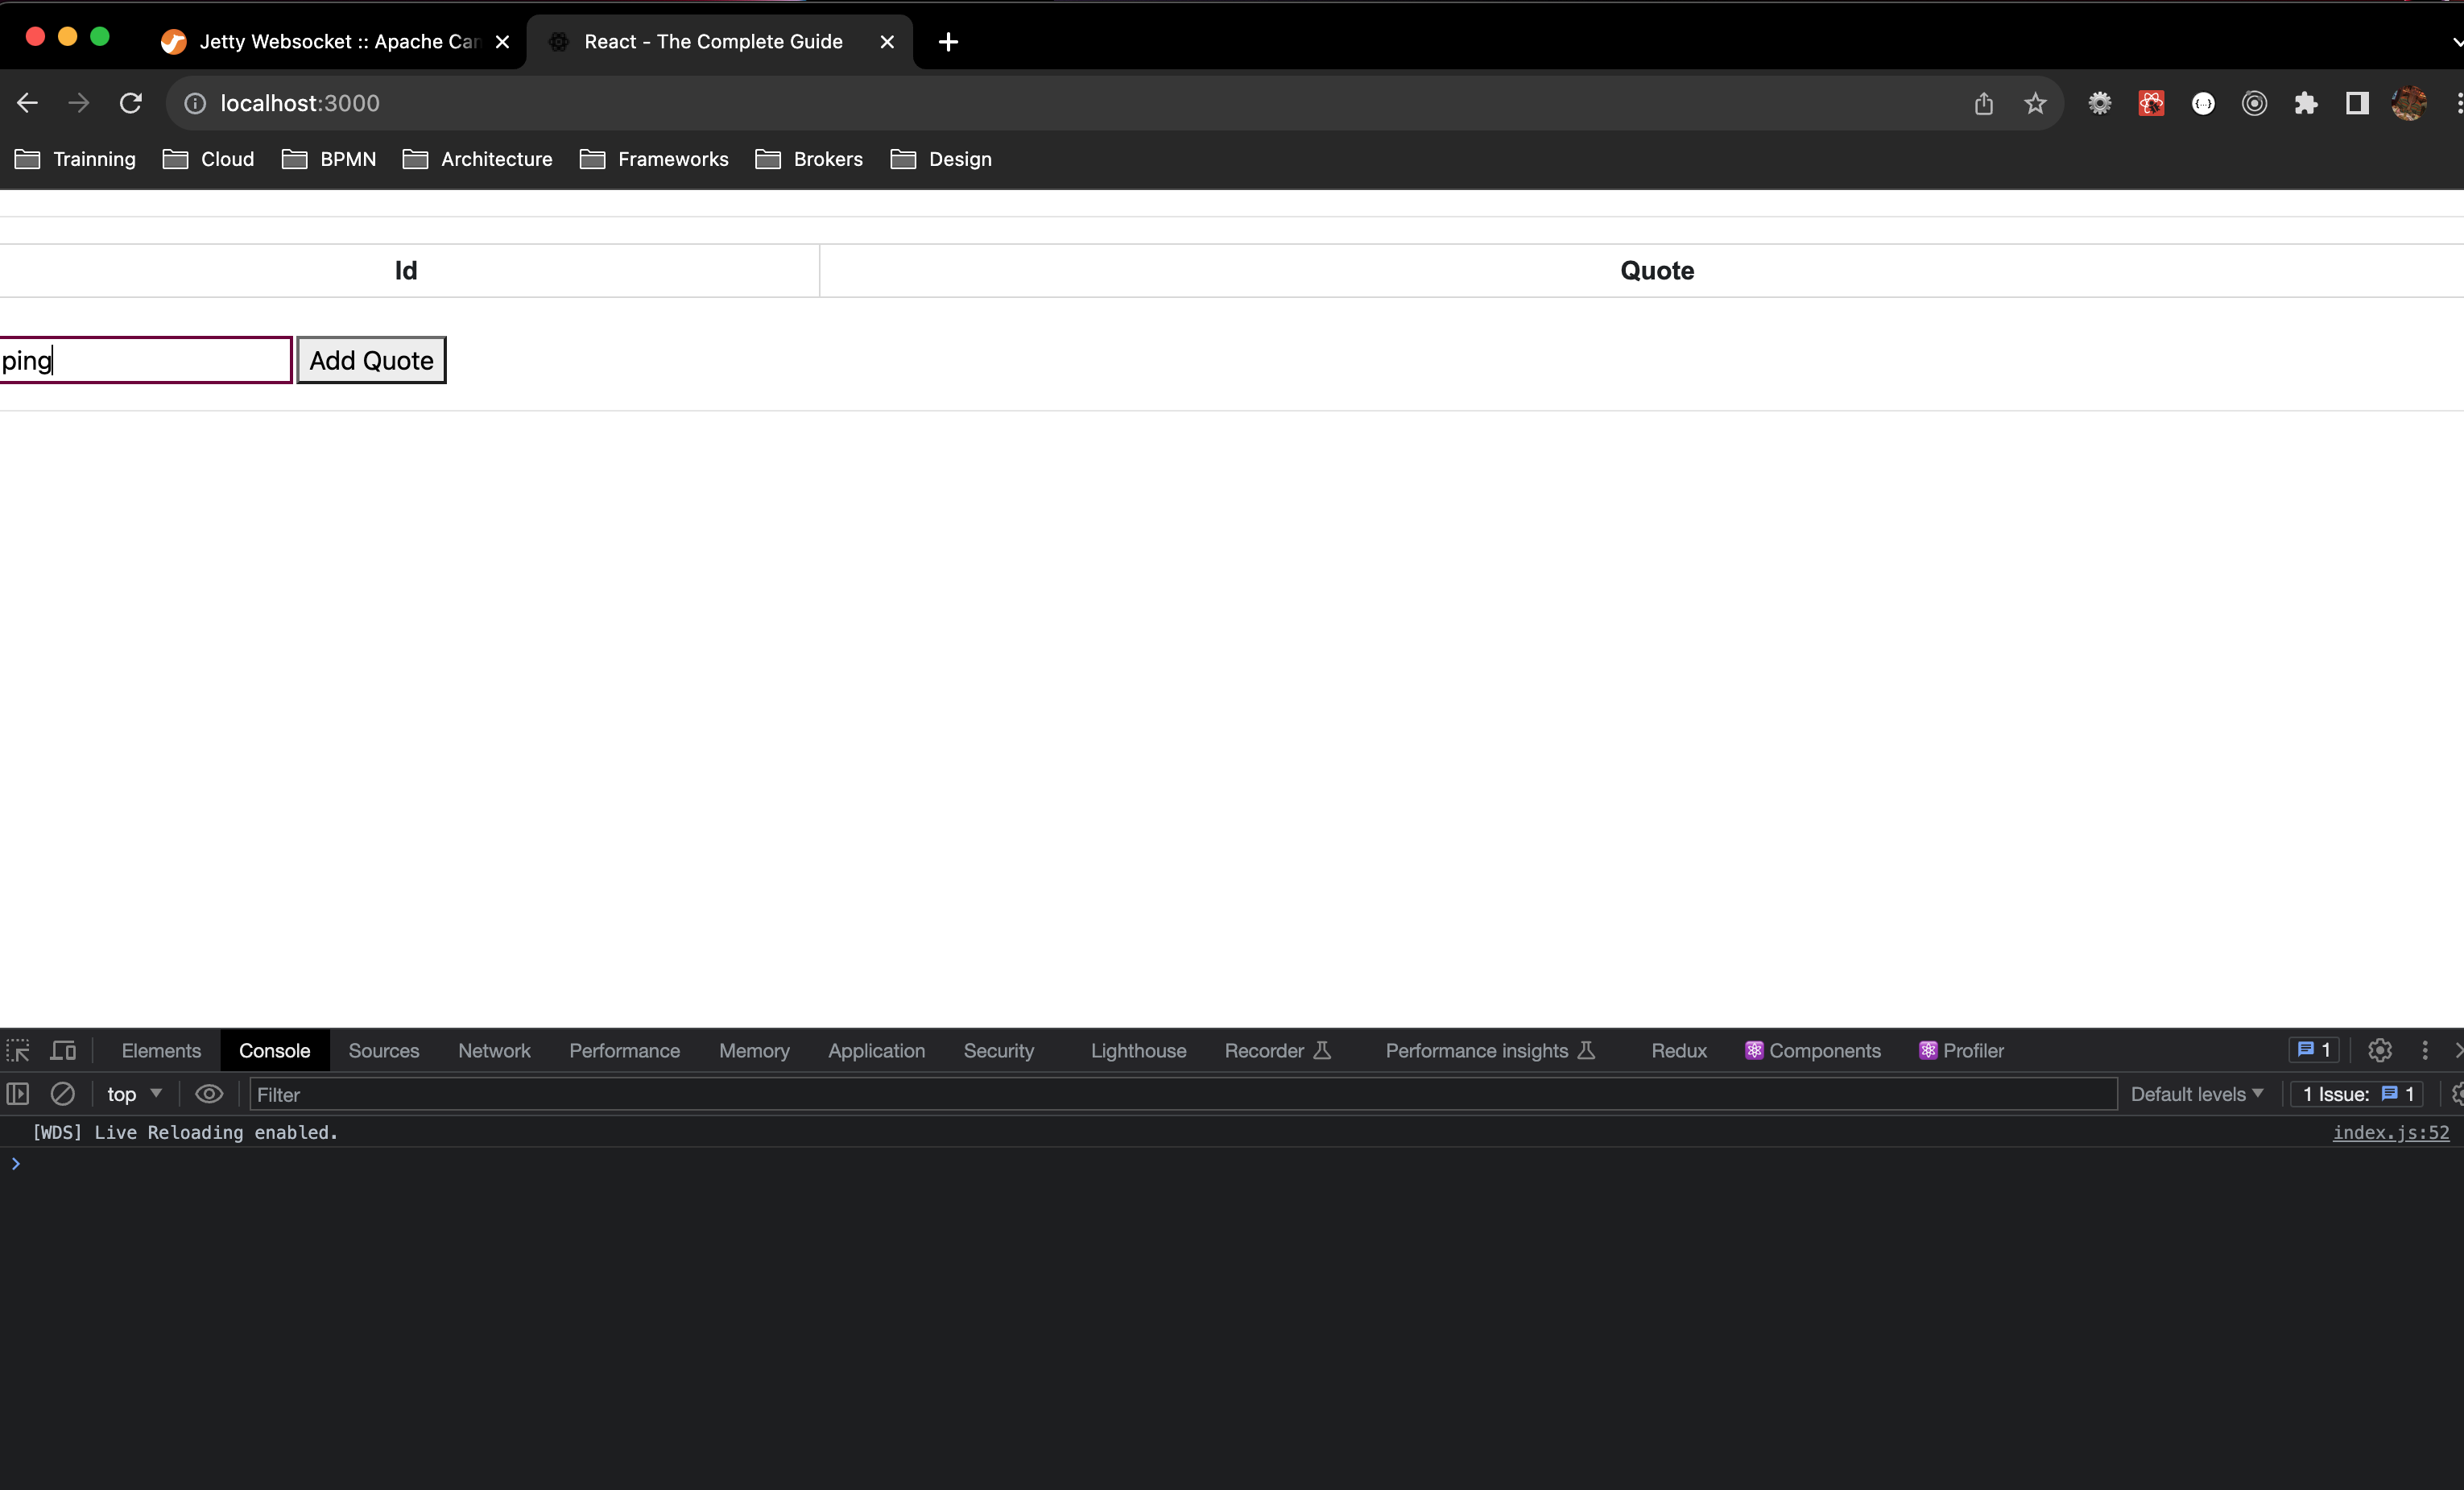 Jetty Websocket :: Apache Can
React - The Complete Guide
localhost:3000
Trainning Cloud BPMN Architecture Frameworks Brokers Design
Id Quote
ping Add Quote
Elements Console Sources Network Performance Memory Application Security Lighthouse Recorder Performance insights Redux Components Profiler 1
top Filter Default levels 1 Issue: 1
[WDS] Live Reloading enabled. index.js:52